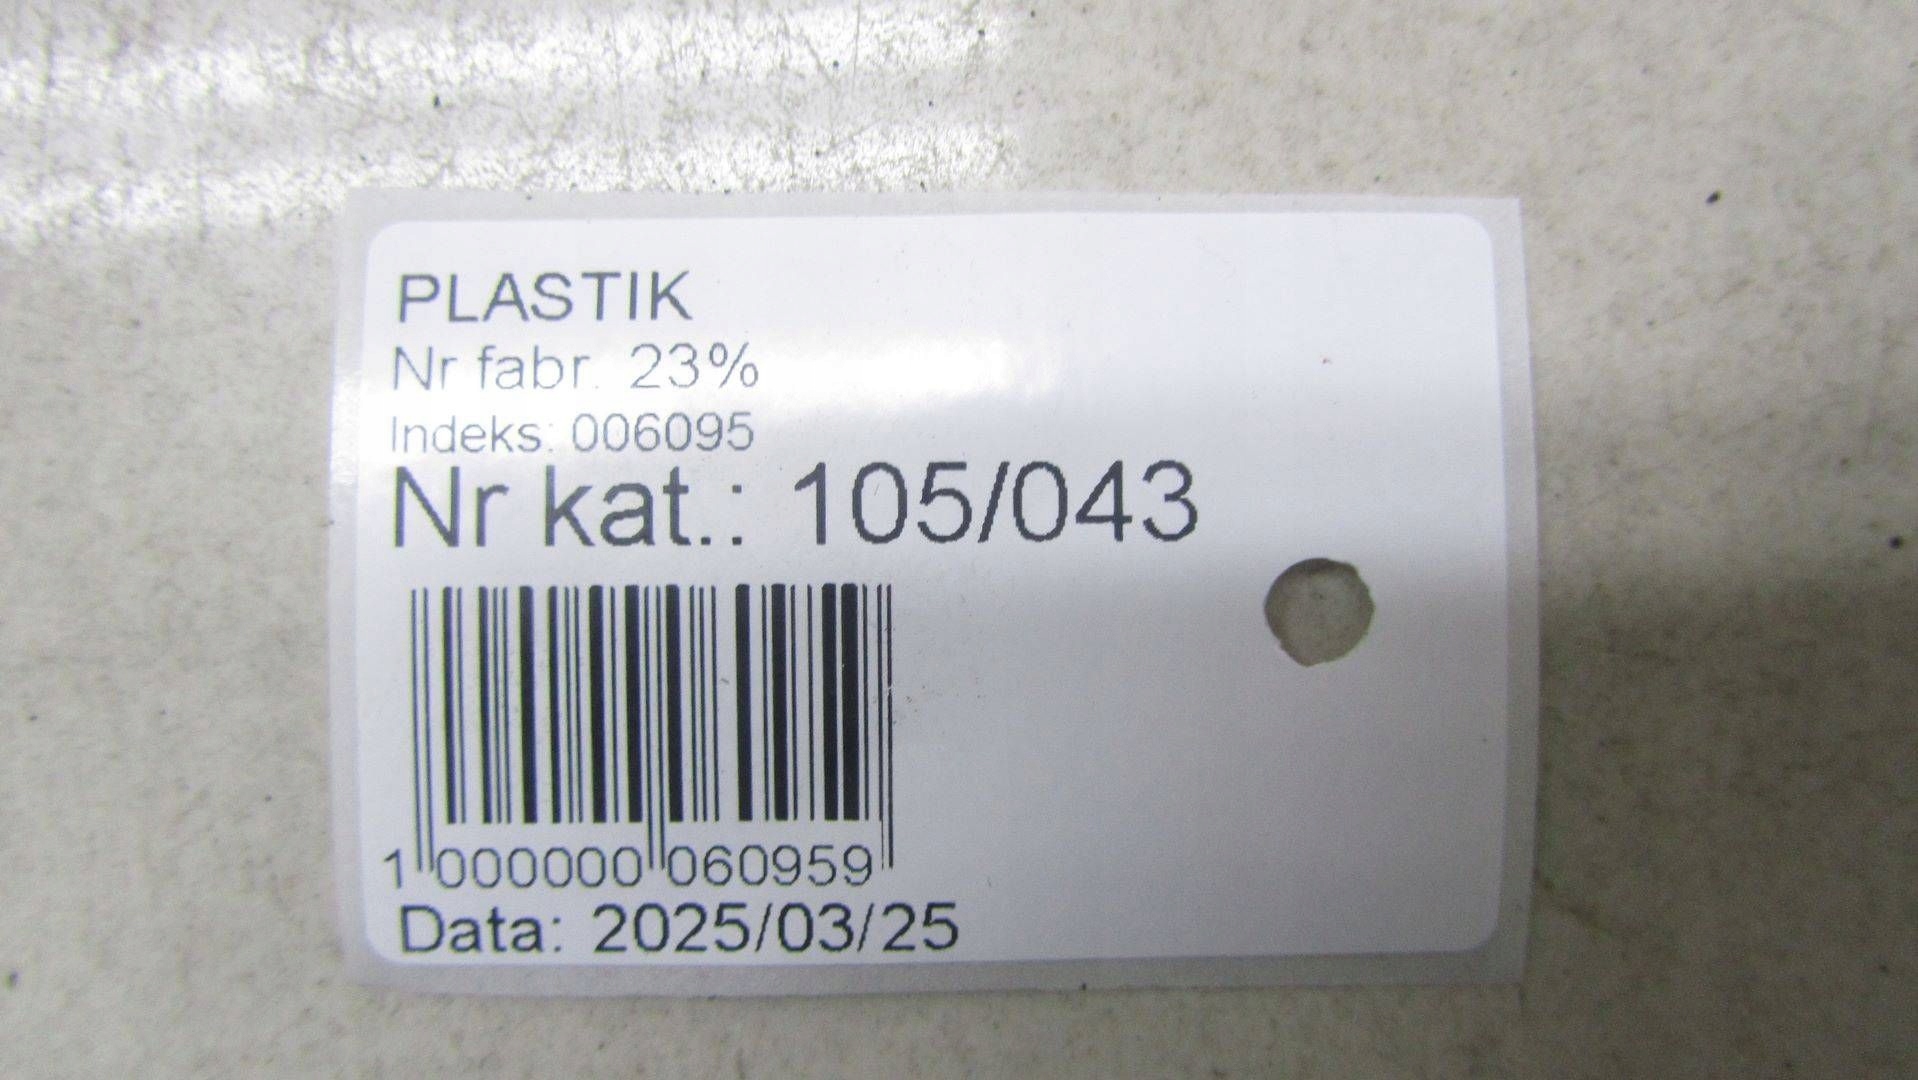 PLASTIK
Nr fabr. 23%
Indeks: 006095
Nr kat.: 105/043
1 000000 060959
Data: 2025/03/25